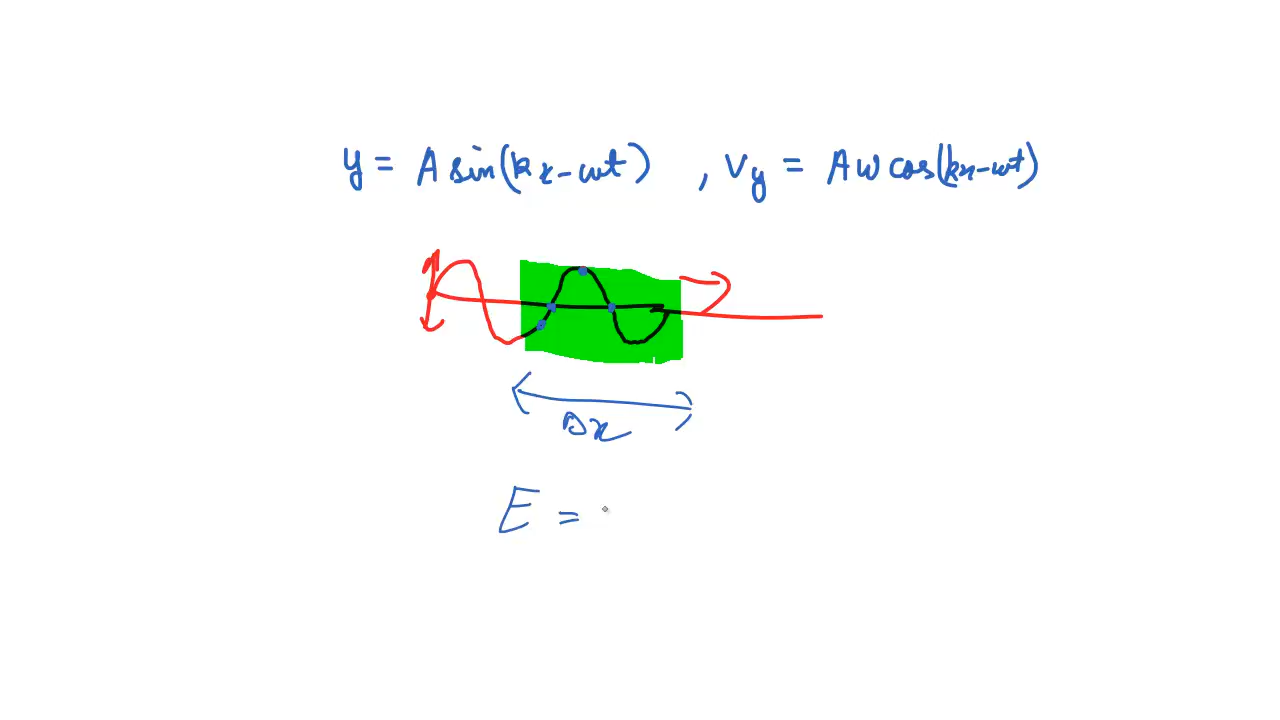 y = A sin(kx - ωt) , Vy = Aω cos(kx - ωt)
Δx
E =